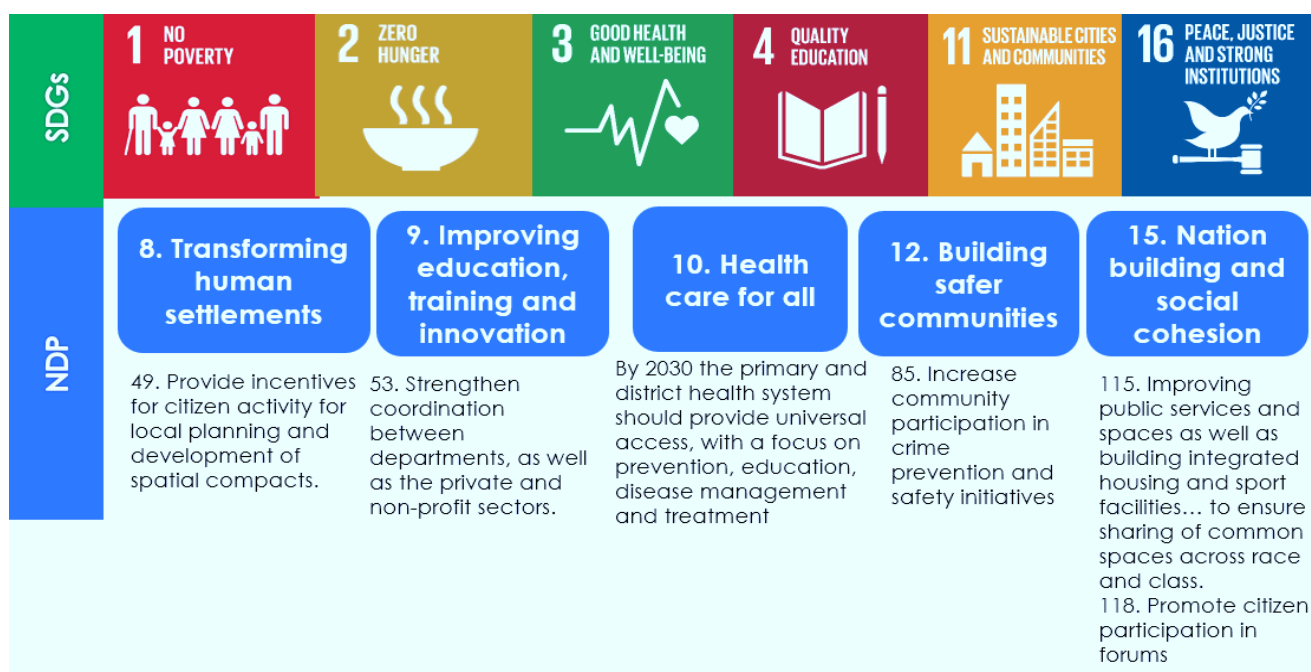 SDGs
1 NO
POVERTY
2 ZERO
HUNGER
3 GOOD HEALTH
AND WELL-BEING
4 QUALITY
EDUCATION
11 SUSTAINABLE CITIES
AND COMMUNITIES
16 PEACE, JUSTICE
AND STRONG
INSTITUTIONS
NDP
8. Transforming
human
settlements
49. Provide incentives
for citizen activity for
local planning and
development of
spatial compacts.
9. Improving
education,
training and
innovation
53. Strengthen
coordination
between
departments, as well
as the private and
non-profit sectors.
10. Health
care for all
By 2030 the primary and
district health system
should provide universal
access, with a focus on
prevention, education,
disease management
and treatment
12. Building
safer
communities
85. Increase
community
participation in
crime
prevention and
safety initiatives
15. Nation
building and
social
cohesion
115. Improving
public services and
spaces as well as
building integrated
housing and sport
facilities… to ensure
sharing of common
spaces across race
and class.
118. Promote citizen
participation in
forums